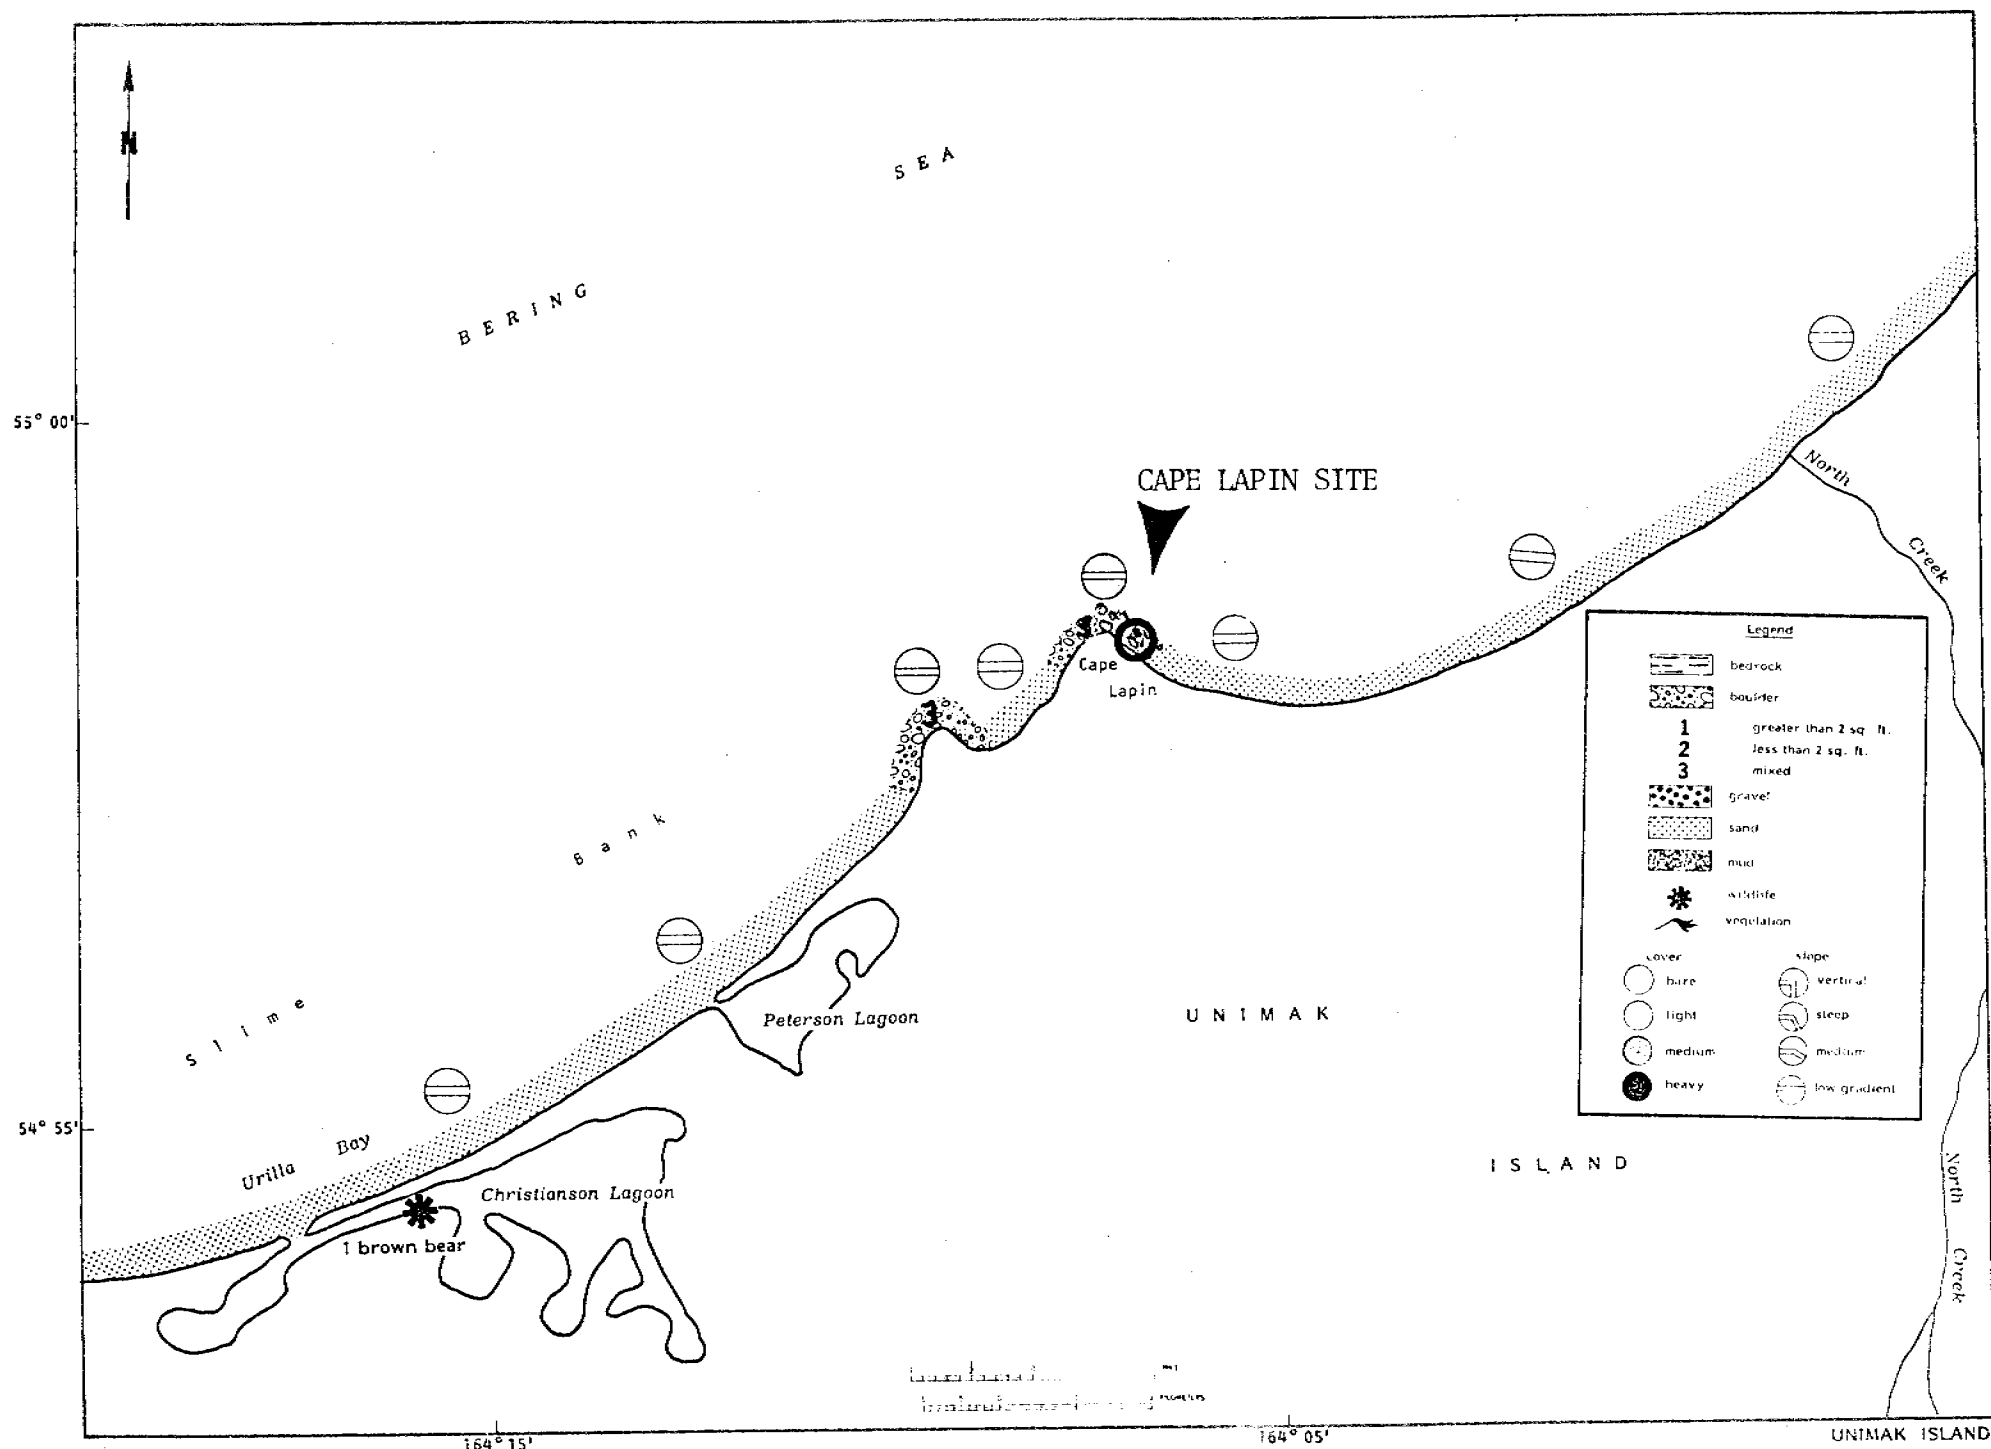 N
SEA
BERING
55° 00'
CAPE LAPIN SITE
North
Creek
Cape
Lapin
Legend
bedrock
boulder
1 greater than 2 sq. ft.
2 less than 2 sq. ft.
3 mixed
gravel
sand
mud
wildlife
vegetation
cover
slope
bare
vertical
light
steep
medium
medium
heavy
low gradient
Bank
Slime
Peterson Lagoon
UNIMAK
ISLAND
54° 55'
Urilla Bay
Christianson Lagoon
1 brown bear
North
Creek
KILOMETERS
164° 15'
164° 05'
UNIMAK ISLAND